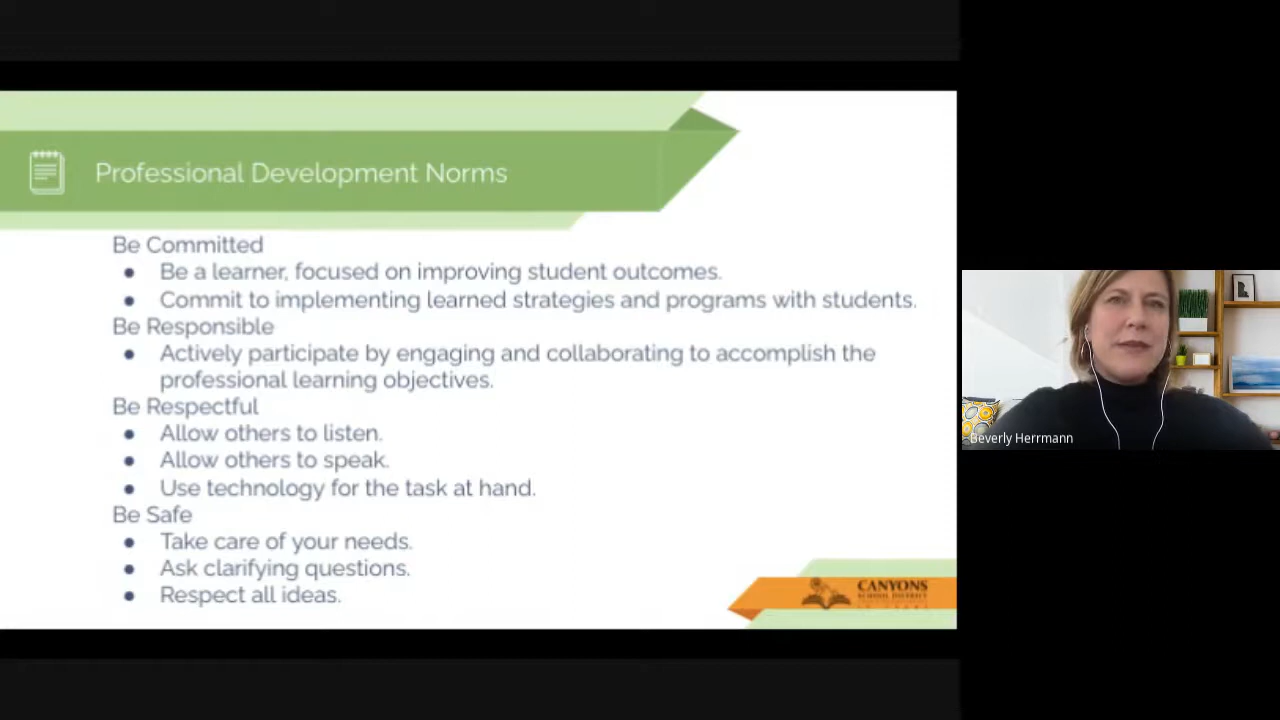 Professional Development Norms
Be Committed
● Be a learner, focused on improving student outcomes.
● Commit to implementing learned strategies and programs with students.
Be Responsible
● Actively participate by engaging and collaborating to accomplish the
professional learning objectives.
Be Respectful
● Allow others to listen.
● Allow others to speak.
● Use technology for the task at hand.
Be Safe
● Take care of your needs.
● Ask clarifying questions.
● Respect all ideas.
CANYONS
SCHOOL DISTRICT
Beverly Herrmann